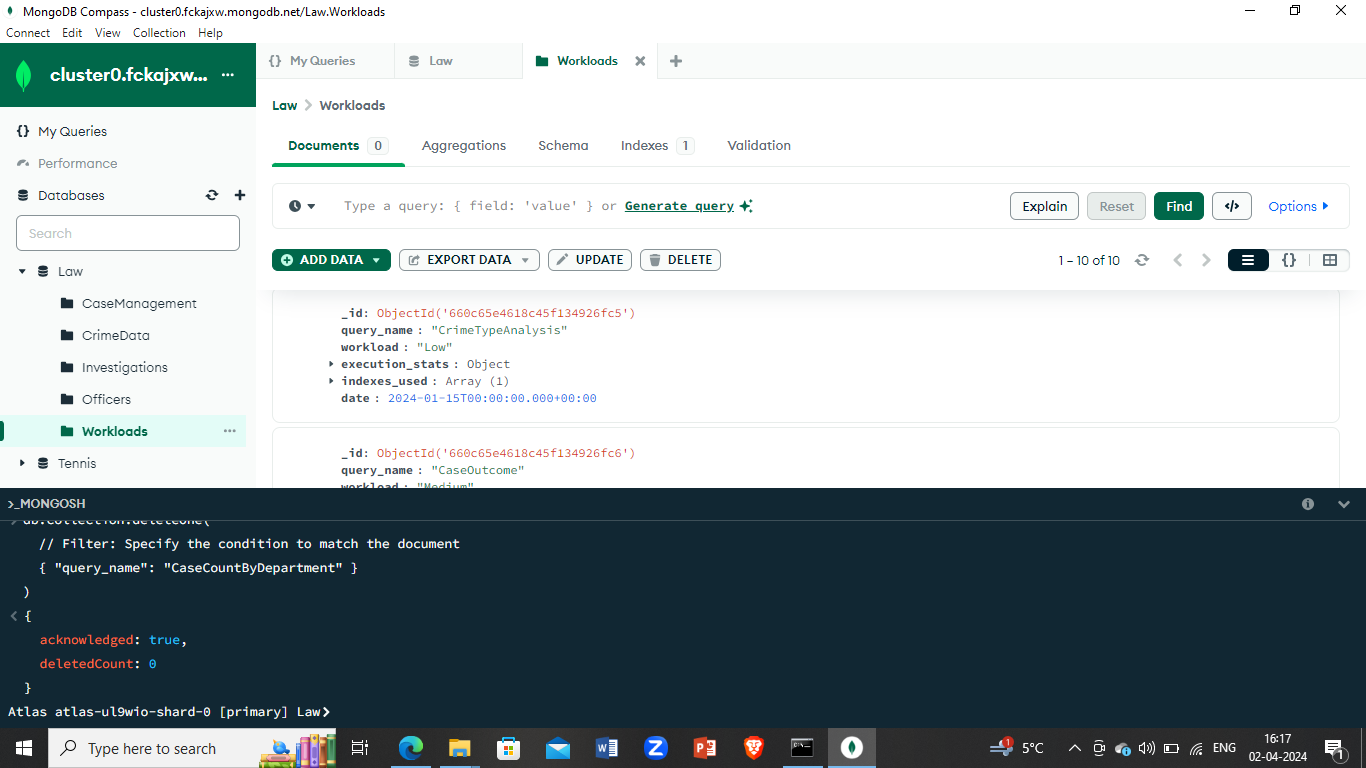 MongoDB Compass - cluster0.fckajxw.mongodb.net/Law.Workloads
Connect Edit View Collection Help
cluster0.fckajxw... ...
My Queries
Law
Workloads
{} My Queries
Performance
Databases
Search
Law
CaseManagement
CrimeData
Investigations
Officers
Workloads
Tennis
Law > Workloads
Documents 0 Aggregations Schema Indexes 1 Validation
Type a query: { field: 'value' } or Generate query
Explain Reset Find </> Options
ADD DATA EXPORT DATA UPDATE DELETE
1 – 10 of 10
{}
_id: ObjectId('660c65e4618c45f134926fc5')
query_name : "CrimeTypeAnalysis"
workload : "Low"
execution_stats : Object
indexes_used : Array (1)
date : 2024-01-15T00:00:00.000+00:00
_id: ObjectId('660c65e4618c45f134926fc6')
query_name : "CaseOutcome"
workload : "Medium"
>_MONGOSH
> db.collection.deleteOne(
// Filter: Specify the condition to match the document
{ "query_name": "CaseCountByDepartment" }
)
< {
acknowledged: true,
deletedCount: 0
}
Atlas atlas-ul9wio-shard-0 [primary] Law>
Type here to search
1
5°C
ENG
16:17
02-04-2024
1